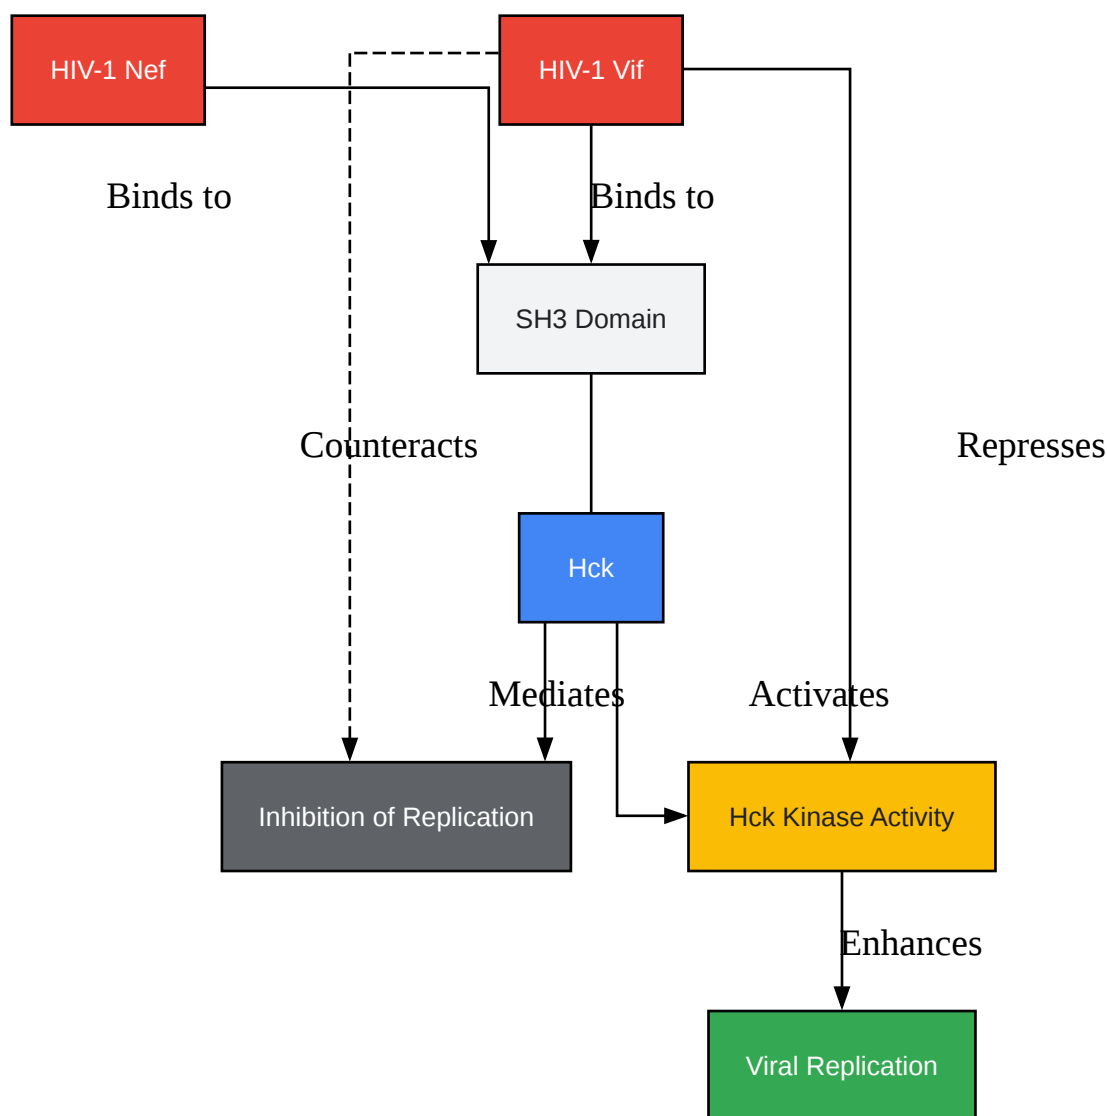 HIV-1 Nef
HIV-1 Vif
Binds to
Binds to
SH3 Domain
Counteracts
Represses
Hck
Mediates
Activates
Inhibition of Replication
Hck Kinase Activity
Enhances
Viral Replication